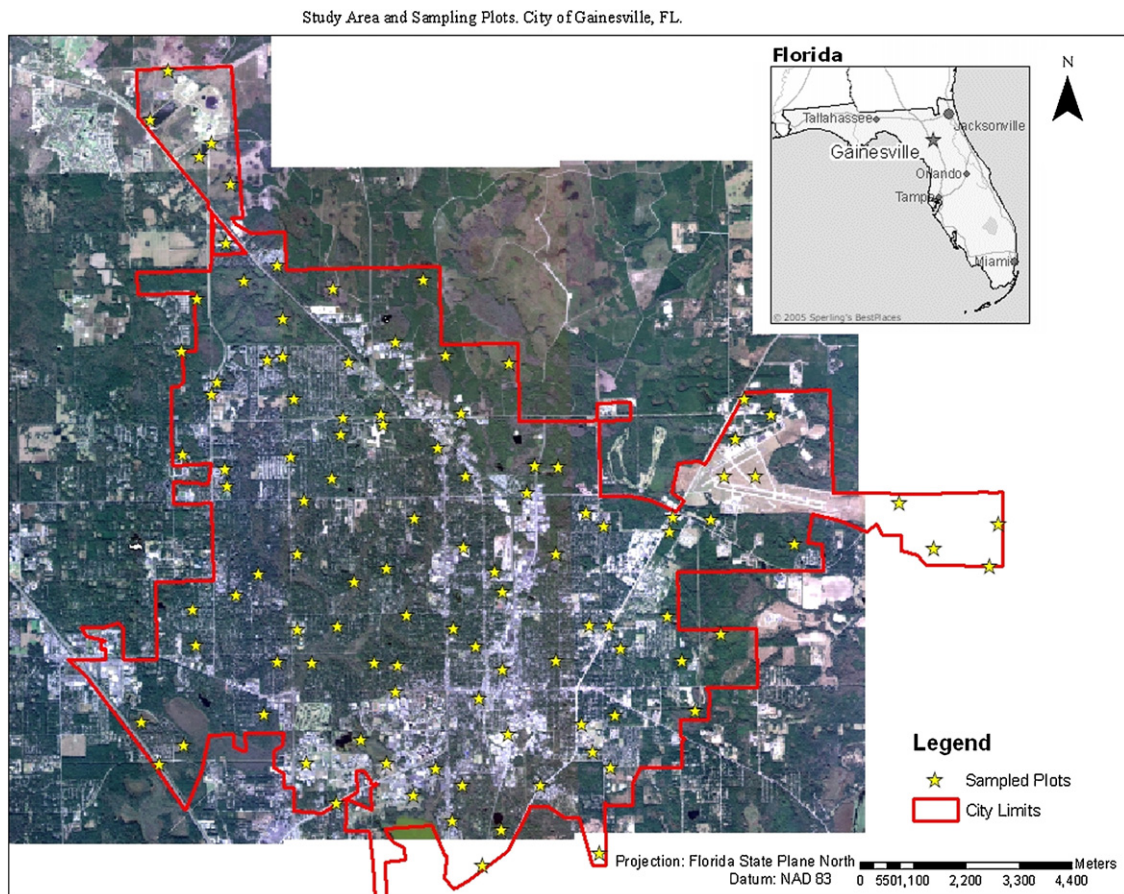 Study Area and Sampling Plots. City of Gainesville, FL.
Florida
N
Tallahassee
Jacksonville
Gainesville
Orlando
Tampa
Miami
© 2005 Sperling's BestPlaces
Legend
Sampled Plots
City Limits
Projection: Florida State Plane North
Datum: NAD 83
Meters
0 5501,100 2,200 3,300 4,400